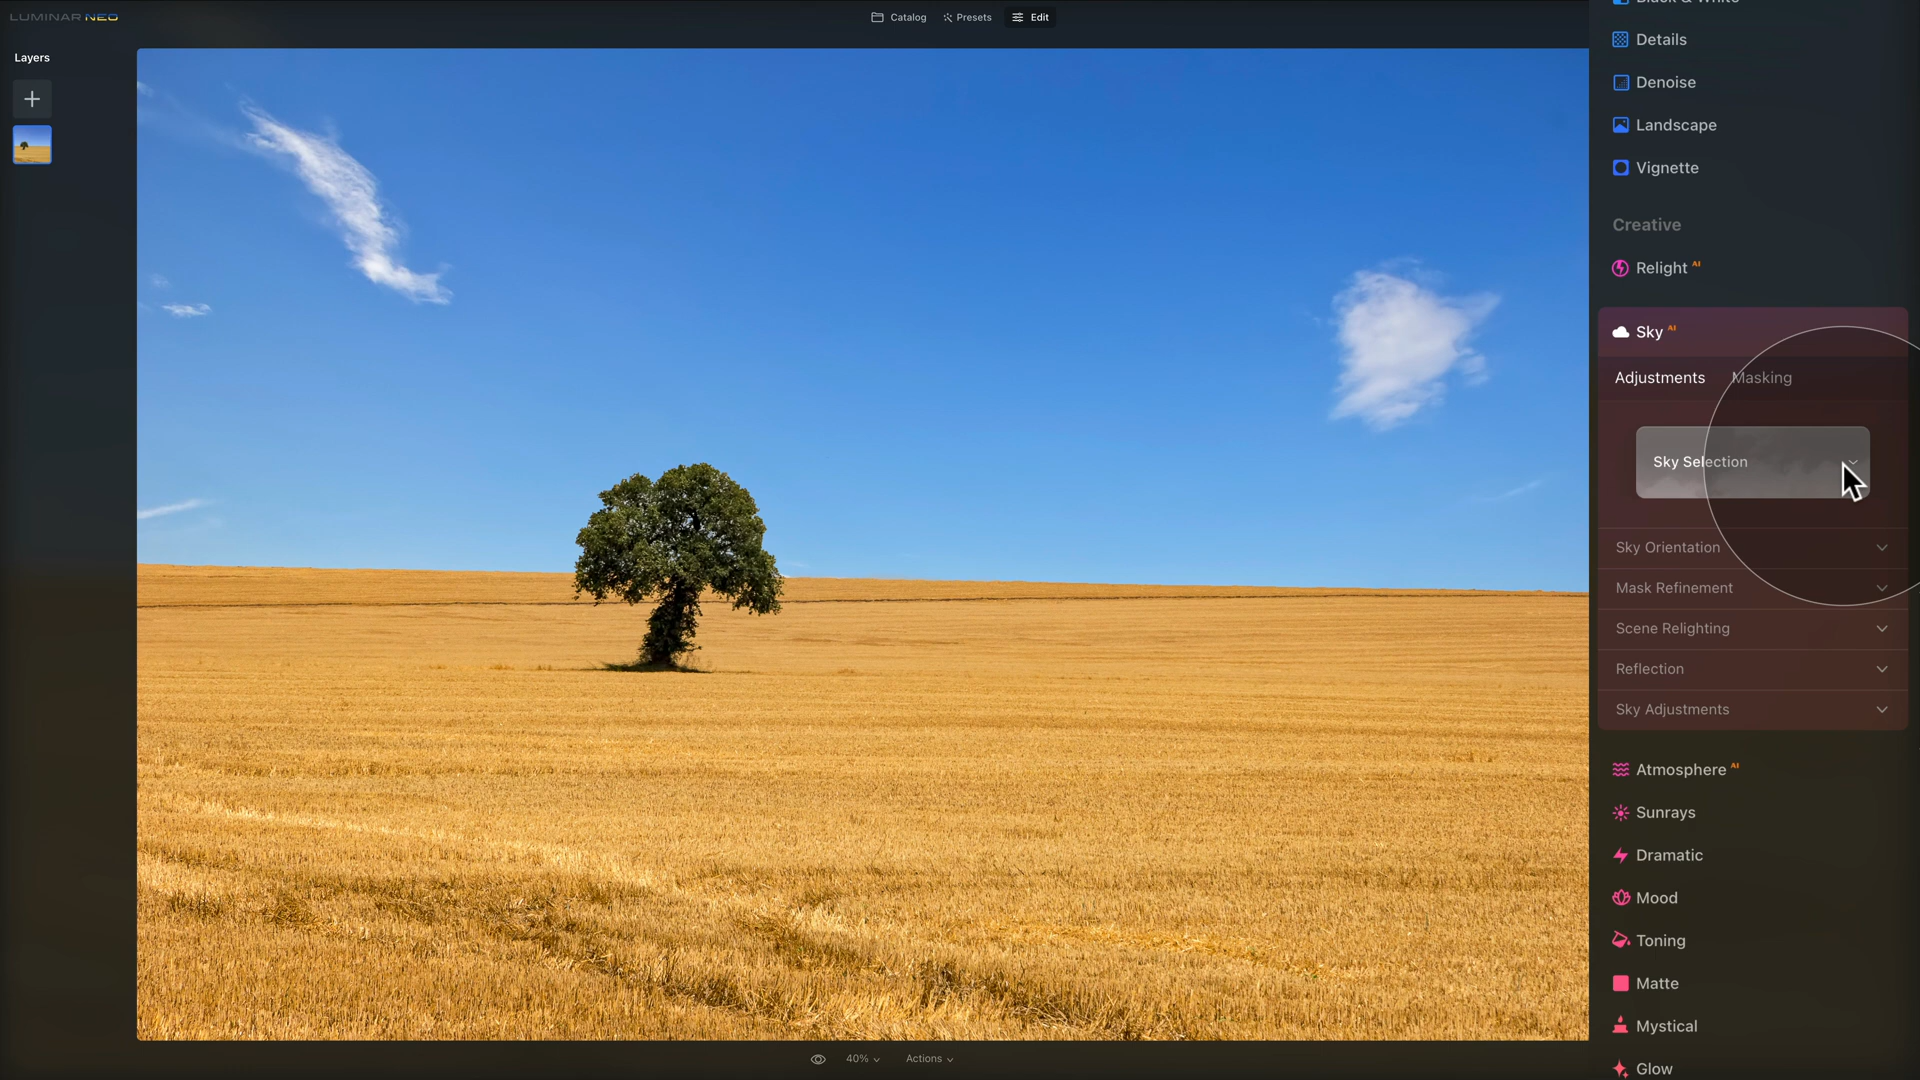 LUMINAR NEO
Catalog
Presets
Edit
Layers
Black & White
Details
Denoise
Landscape
Vignette
Creative
Relight AI
Sky AI
Adjustments
Masking
Sky Selection
Sky Orientation
Mask Refinement
Scene Relighting
Reflection
Sky Adjustments
Atmosphere AI
Sunrays
Dramatic
Mood
Toning
Matte
Mystical
Glow
40%
Actions